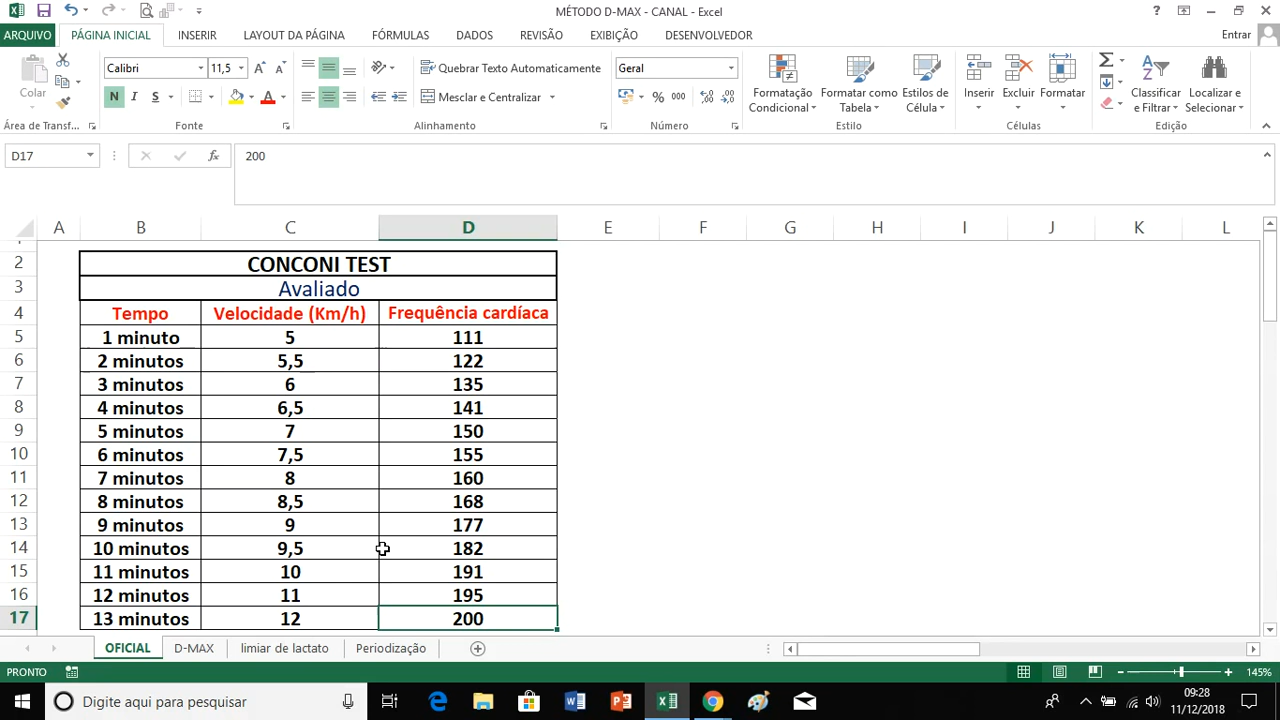 MÉTODO D-MAX - CANAL - Excel
?
ARQUIVO PÁGINA INICIAL INSERIR LAYOUT DA PÁGINA FÓRMULAS DADOS REVISÃO EXIBIÇÃO DESENVOLVEDOR Entrar
Colar Calibri 11,5 A A Quebrar Texto Automaticamente Geral Formatação Condicional Formatar como Tabela Estilos de Célula Inserir Excluir Formatar Classificar e Filtrar Localizar e Selecionar
N I S A Mesclar e Centralizar % 000
Área de Transf... Fonte Alinhamento Número Estilo Células Edição
D17 fx 200
A B C D E F G H I J K L
2 CONCONI TEST
3 Avaliado
4 Tempo Velocidade (Km/h) Frequência cardíaca
5 1 minuto 5 111
6 2 minutos 5,5 122
7 3 minutos 6 135
8 4 minutos 6,5 141
9 5 minutos 7 150
10 6 minutos 7,5 155
11 7 minutos 8 160
12 8 minutos 8,5 168
13 9 minutos 9 177
14 10 minutos 9,5 182
15 11 minutos 10 191
16 12 minutos 11 195
17 13 minutos 12 200
OFICIAL D-MAX limiar de lactato Periodização
PRONTO 145%
Digite aqui para pesquisar 09:28
11/12/2018